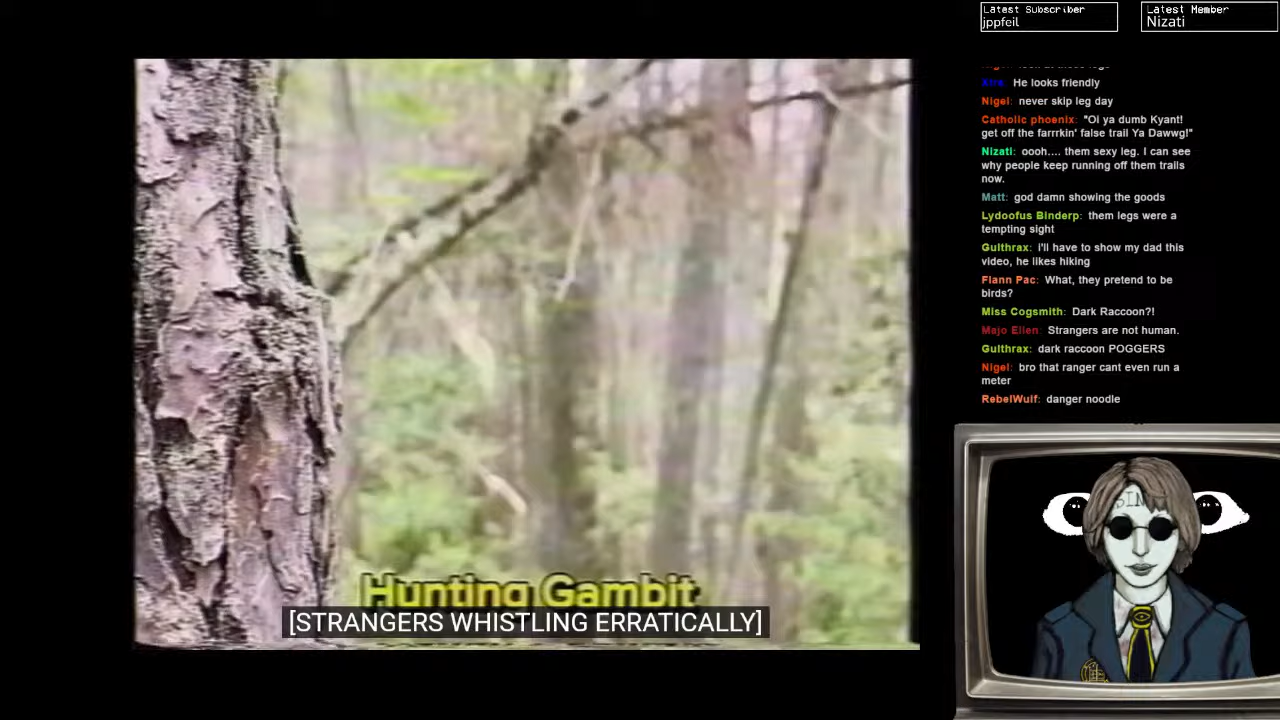 Latest Subscriber
jppfeil
Latest Member
Nizati
Xire: He looks friendly
Nigel: never skip leg day
Catholic phoenix: "Oi ya dumb Kyant!
get off the farrrkin' false trail Ya Dawwg!"
Nizati: oooh.... them sexy leg. I can see
why people keep running off them trails
now.
Matt: god damn showing the goods
Lydoofus Binderp: them legs were a
tempting sight
Gulthrax: i'll have to show my dad this
video, he likes hiking
Flann Pac: What, they pretend to be
birds?
Miss Cogsmith: Dark Raccoon?!
Majo Ellen: Strangers are not human.
Gulthrax: dark raccoon POGGERS
Nigel: bro that ranger cant even run a
meter
RebelWulf: danger noodle
Hunting Gambit
[STRANGERS WHISTLING ERRATICALLY]